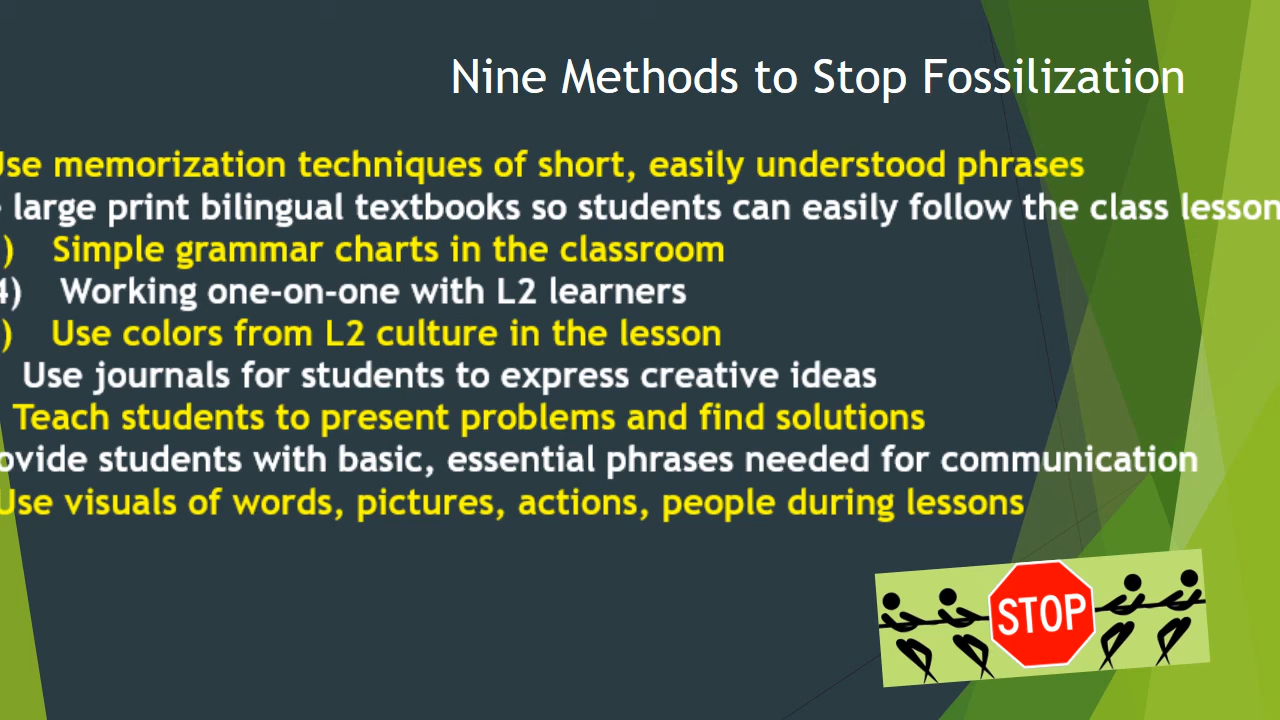 Nine Methods to Stop Fossilization
Use memorization techniques of short, easily understood phrases
large print bilingual textbooks so students can easily follow the class lesson
) Simple grammar charts in the classroom
4) Working one-on-one with L2 learners
) Use colors from L2 culture in the lesson
Use journals for students to express creative ideas
Teach students to present problems and find solutions
ovide students with basic, essential phrases needed for communication
Use visuals of words, pictures, actions, people during lessons
STOP